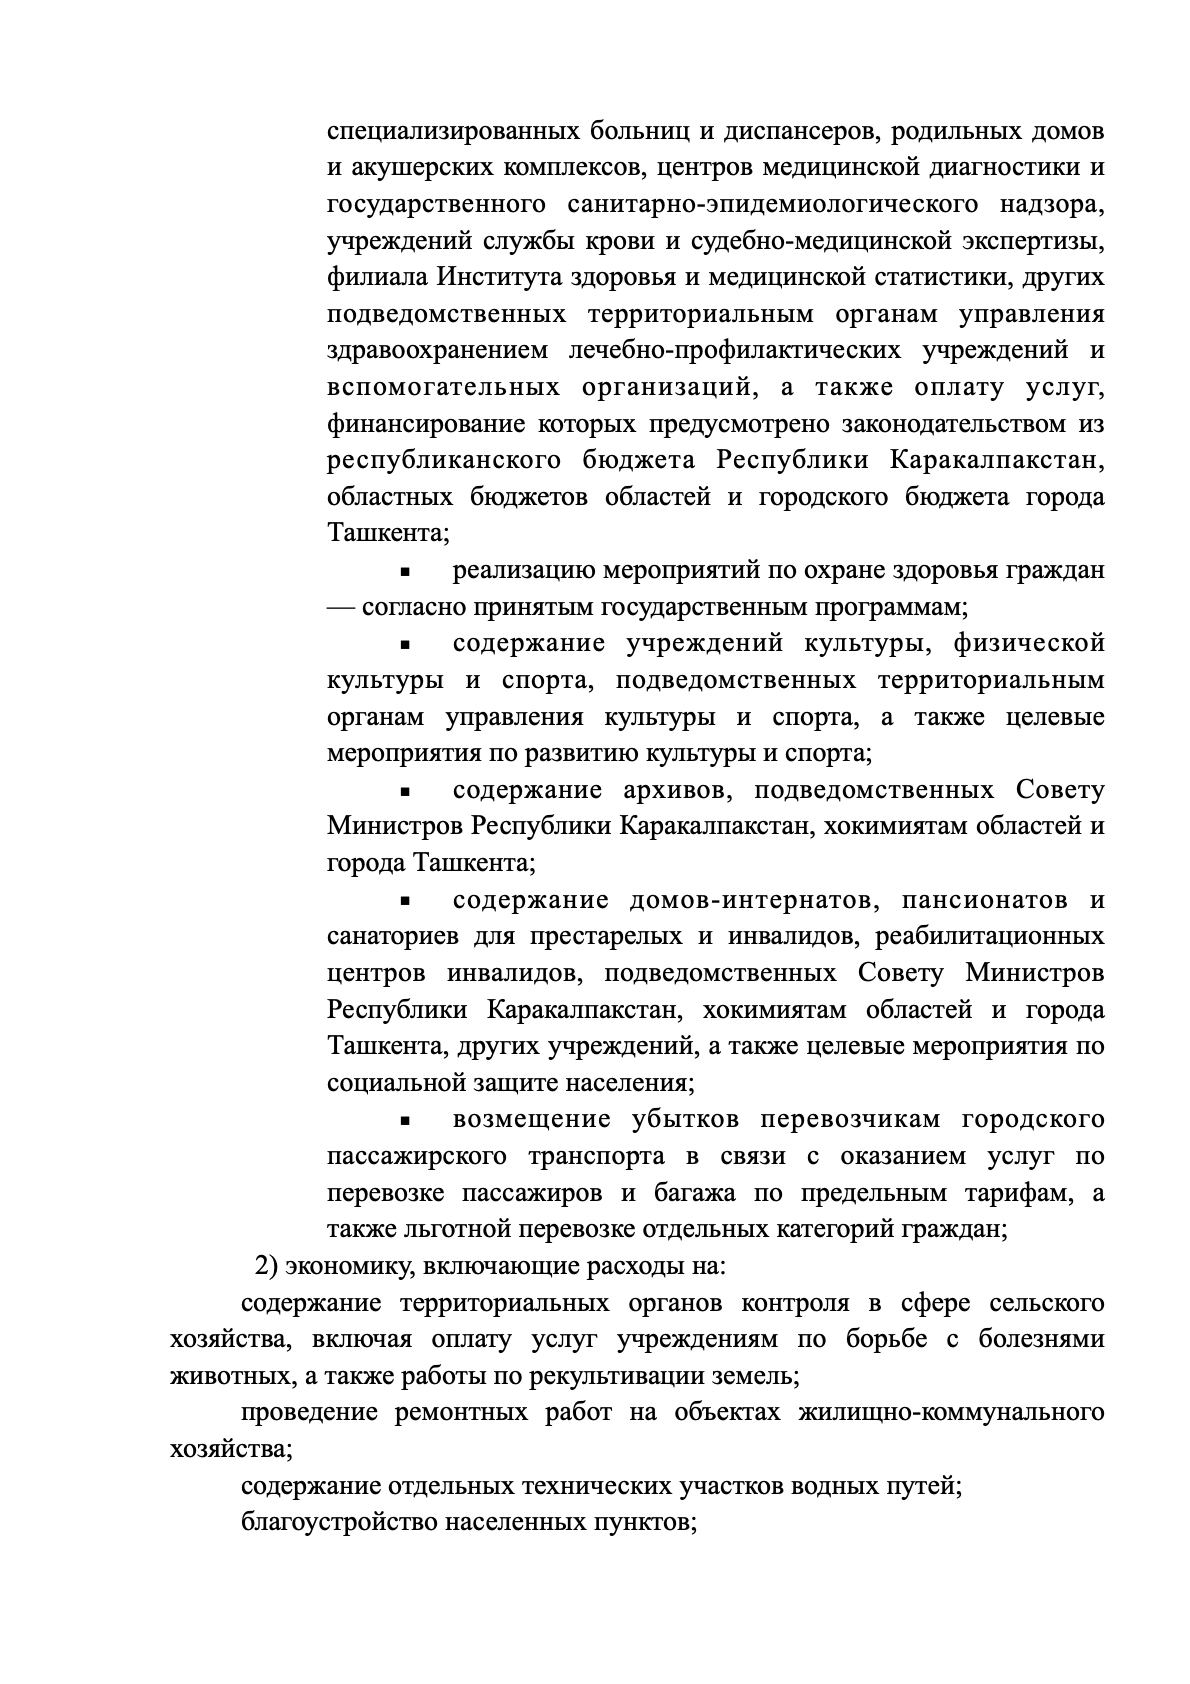 специализированных больниц и диспансеров, родильных домов
и акушерских комплексов, центров медицинской диагностики и
государственного санитарно-эпидемиологического надзора,
учреждений службы крови и судебно-медицинской экспертизы,
филиала Института здоровья и медицинской статистики, других
подведомственных территориальным органам управления
здравоохранением лечебно-профилактических учреждений и
вспомогательных организаций, а также оплату услуг,
финансирование которых предусмотрено законодательством из
республиканского бюджета Республики Каракалпакстан,
областных бюджетов областей и городского бюджета города
Ташкента;
▪ реализацию мероприятий по охране здоровья граждан
— согласно принятым государственным программам;
▪ содержание учреждений культуры, физической
культуры и спорта, подведомственных территориальным
органам управления культуры и спорта, а также целевые
мероприятия по развитию культуры и спорта;
▪ содержание архивов, подведомственных Совету
Министров Республики Каракалпакстан, хокимиятам областей и
города Ташкента;
▪ содержание домов-интернатов, пансионатов и
санаториев для престарелых и инвалидов, реабилитационных
центров инвалидов, подведомственных Совету Министров
Республики Каракалпакстан, хокимиятам областей и города
Ташкента, других учреждений, а также целевые мероприятия по
социальной защите населения;
▪ возмещение убытков перевозчикам городского
пассажирского транспорта в связи с оказанием услуг по
перевозке пассажиров и багажа по предельным тарифам, а
также льготной перевозке отдельных категорий граждан;
2) экономику, включающие расходы на:
содержание территориальных органов контроля в сфере сельского
хозяйства, включая оплату услуг учреждениям по борьбе с болезнями
животных, а также работы по рекультивации земель;
проведение ремонтных работ на объектах жилищно-коммунального
хозяйства;
содержание отдельных технических участков водных путей;
благоустройство населенных пунктов;